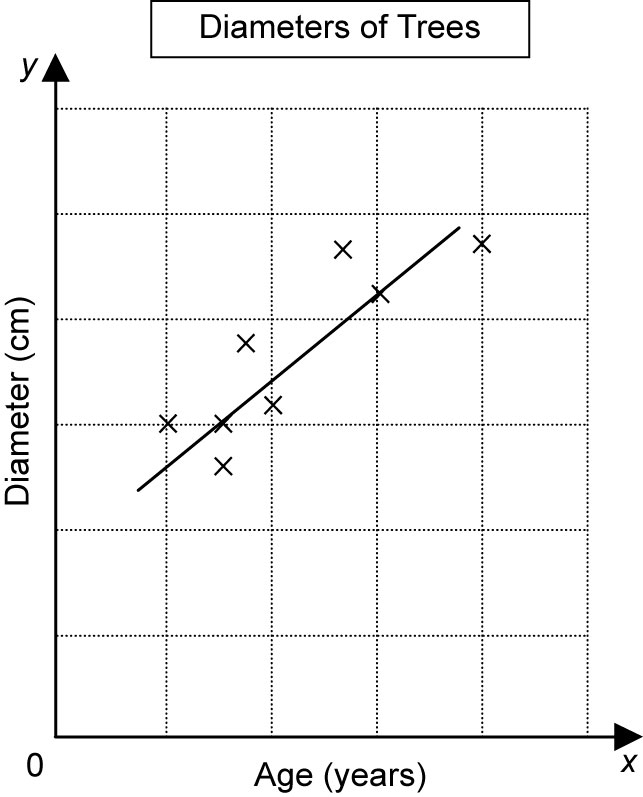 Diameters of Trees
y
Diameter (cm)
0
Age (years)
x